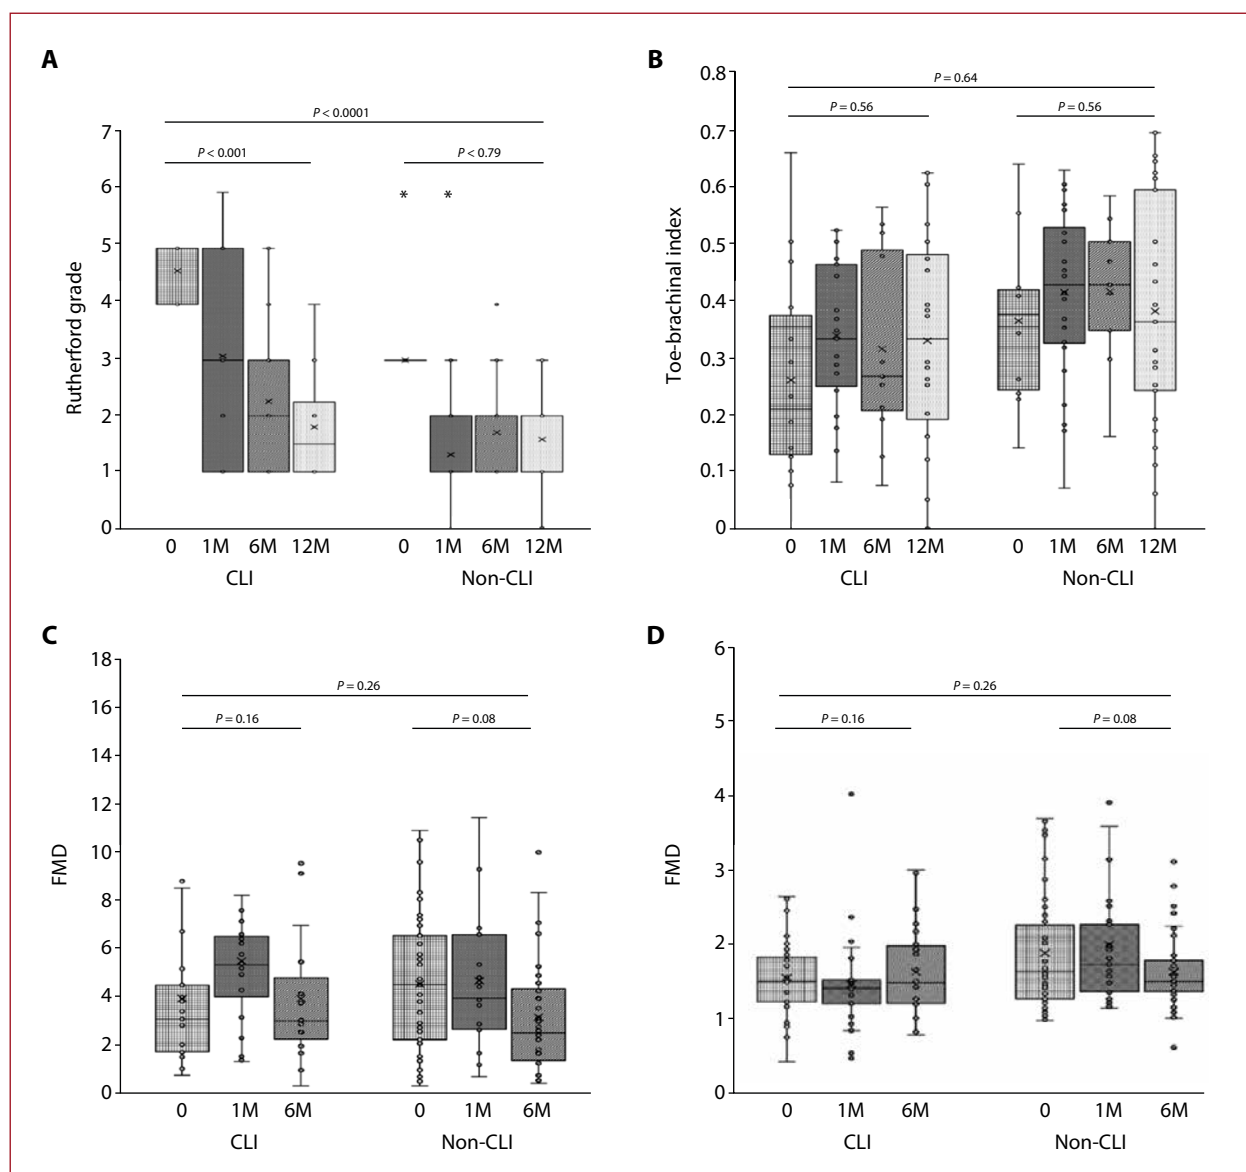 A
P < 0.0001
P < 0.001
P < 0.79
* *
Rutherford grade
7
6
5
4
3
2
1
0
0 1M 6M 12M 0 1M 6M 12M
CLI Non-CLI
B
P = 0.64
P = 0.56 P = 0.56
Toe-brachinal index
0.8
0.7
0.6
0.5
0.4
0.3
0.2
0.1
0
0 1M 6M 12M 0 1M 6M 12M
CLI Non-CLI
C
P = 0.26
P = 0.16 P = 0.08
FMD
18
16
14
12
10
8
6
4
2
0
0 1M 6M 0 1M 6M
CLI Non-CLI
D
P = 0.26
P = 0.16 P = 0.08
FMD
6
5
4
3
2
1
0
0 1M 6M 0 1M 6M
CLI Non-CLI